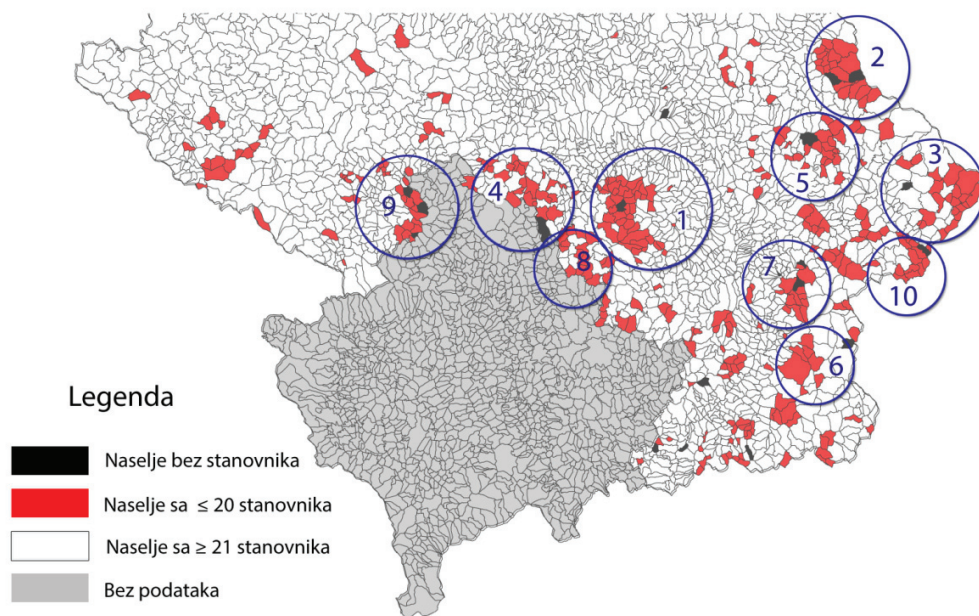 2
5
3
9
4
1
8
7
10
6
Legenda
Naselje bez stanovnika
Naselje sa ≤ 20 stanovnika
Naselje sa ≥ 21 stanovnika
Bez podataka